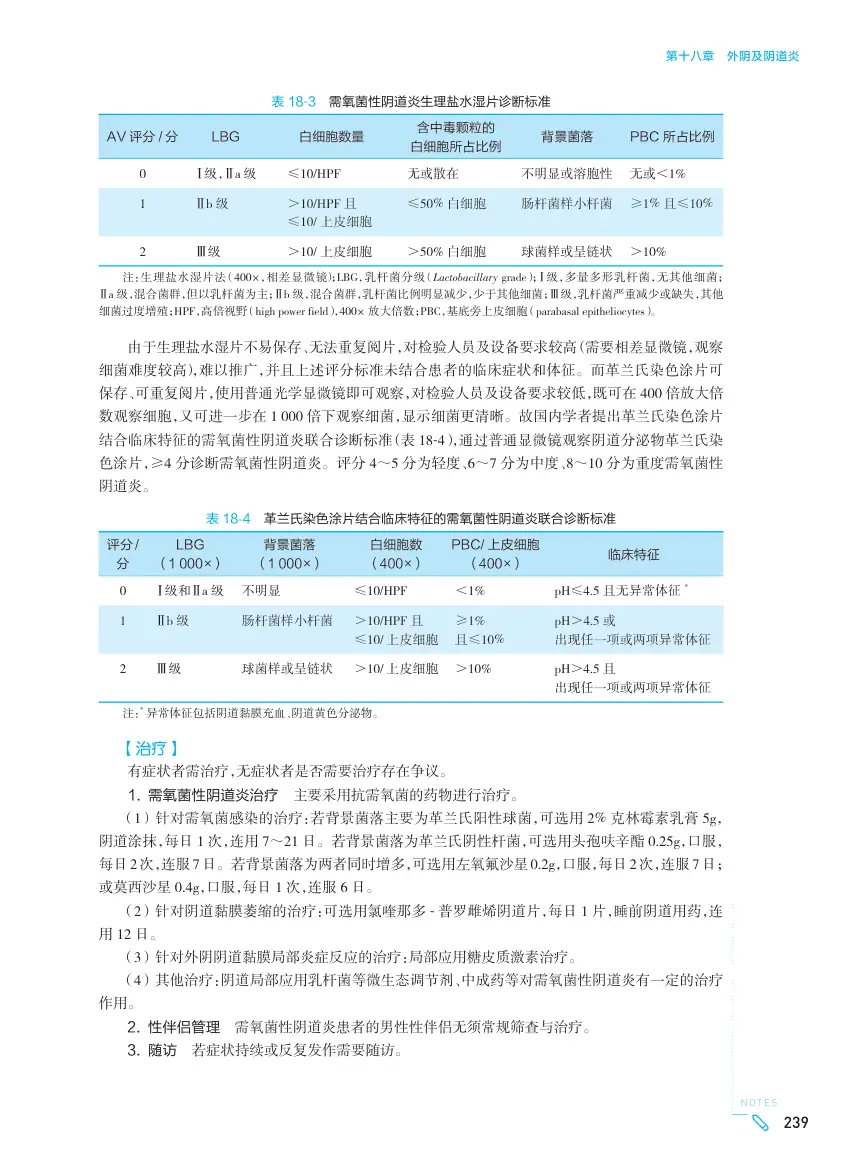 第十八章 外阴及阴道炎
表 18-3 需氧菌性阴道炎生理盐水湿片诊断标准
AV 评分 / 分 LBG 白细胞数量 含中毒颗粒的白细胞所占比例 背景菌落 PBC 所占比例
0 Ⅰ级,Ⅱa 级 ≤10/HPF 无或散在 不明显或溶胞性 无或<1%
1 Ⅱb 级 >10/HPF 且 ≤50% 白细胞 肠杆菌样小杆菌 ≥1% 且≤10%
≤10/ 上皮细胞
2 Ⅲ级 >10/ 上皮细胞 >50% 白细胞 球菌样或呈链状 >10%
注:生理盐水湿片法(400×,相差显微镜);LBG,乳杆菌分级(Lactobacillary grade);Ⅰ级,多量多形乳杆菌,无其他细菌;
Ⅱa 级,混合菌群,但以乳杆菌为主;Ⅱb 级,混合菌群,乳杆菌比例明显减少,少于其他细菌;Ⅲ级,乳杆菌严重减少或缺失,其他
细菌过度增殖;HPF,高倍视野(high power field),400× 放大倍数;PBC,基底旁上皮细胞(parabasal epitheliocytes)。
由于生理盐水湿片不易保存、无法重复阅片,对检验人员及设备要求较高(需要相差显微镜,观察
细菌难度较高),难以推广,并且上述评分标准未结合患者的临床症状和体征。而革兰氏染色涂片可
保存、可重复阅片,使用普通光学显微镜即可观察,对检验人员及设备要求较低,既可在 400 倍放大倍
数观察细胞,又可进一步在 1 000 倍下观察细菌,显示细菌更清晰。故国内学者提出革兰氏染色涂片
结合临床特征的需氧菌性阴道炎联合诊断标准(表 18-4),通过普通显微镜观察阴道分泌物革兰氏染
色涂片,≥4 分诊断需氧菌性阴道炎。评分 4～5 分为轻度、6～7 分为中度、8～10 分为重度需氧菌性
阴道炎。
表 18-4 革兰氏染色涂片结合临床特征的需氧菌性阴道炎联合诊断标准
评分 / LBG 背景菌落 白细胞数 PBC/ 上皮细胞 临床特征
分 (1 000×) (1 000×) (400×) (400×)
0 Ⅰ级和Ⅱa 级 不明显 ≤10/HPF <1% pH≤4.5 且无异常体征 *
1 Ⅱb 级 肠杆菌样小杆菌 >10/HPF 且 ≥1% pH>4.5 或
≤10/ 上皮细胞 且≤10% 出现任一项或两项异常体征
2 Ⅲ级 球菌样或呈链状 >10/ 上皮细胞 >10% pH>4.5 且
出现任一项或两项异常体征
注:* 异常体征包括阴道黏膜充血、阴道黄色分泌物。
【治疗】
有症状者需治疗,无症状者是否需要治疗存在争议。
1. 需氧菌性阴道炎治疗 主要采用抗需氧菌的药物进行治疗。
(1)针对需氧菌感染的治疗:若背景菌落主要为革兰氏阳性球菌,可选用 2% 克林霉素乳膏 5g,
阴道涂抹,每日 1 次,连用 7～21 日。若背景菌落为革兰氏阴性杆菌,可选用头孢呋辛酯 0.25g,口服,
每日 2 次,连服 7 日。若背景菌落为两者同时增多,可选用左氧氟沙星 0.2g,口服,每日 2 次,连服 7 日;
或莫西沙星 0.4g,口服,每日 1 次,连服 6 日。
(2)针对阴道黏膜萎缩的治疗:可选用氯喹那多 - 普罗雌烯阴道片,每日 1 片,睡前阴道用药,连
用 12 日。
(3)针对外阴阴道黏膜局部炎症反应的治疗:局部应用糖皮质激素治疗。
(4)其他治疗:阴道局部应用乳杆菌等微生态调节剂、中成药等对需氧菌性阴道炎有一定的治疗
作用。
2. 性伴侣管理 需氧菌性阴道炎患者的男性性伴侣无须常规筛查与治疗。
3. 随访 若症状持续或反复发作需要随访。
NOTES
239